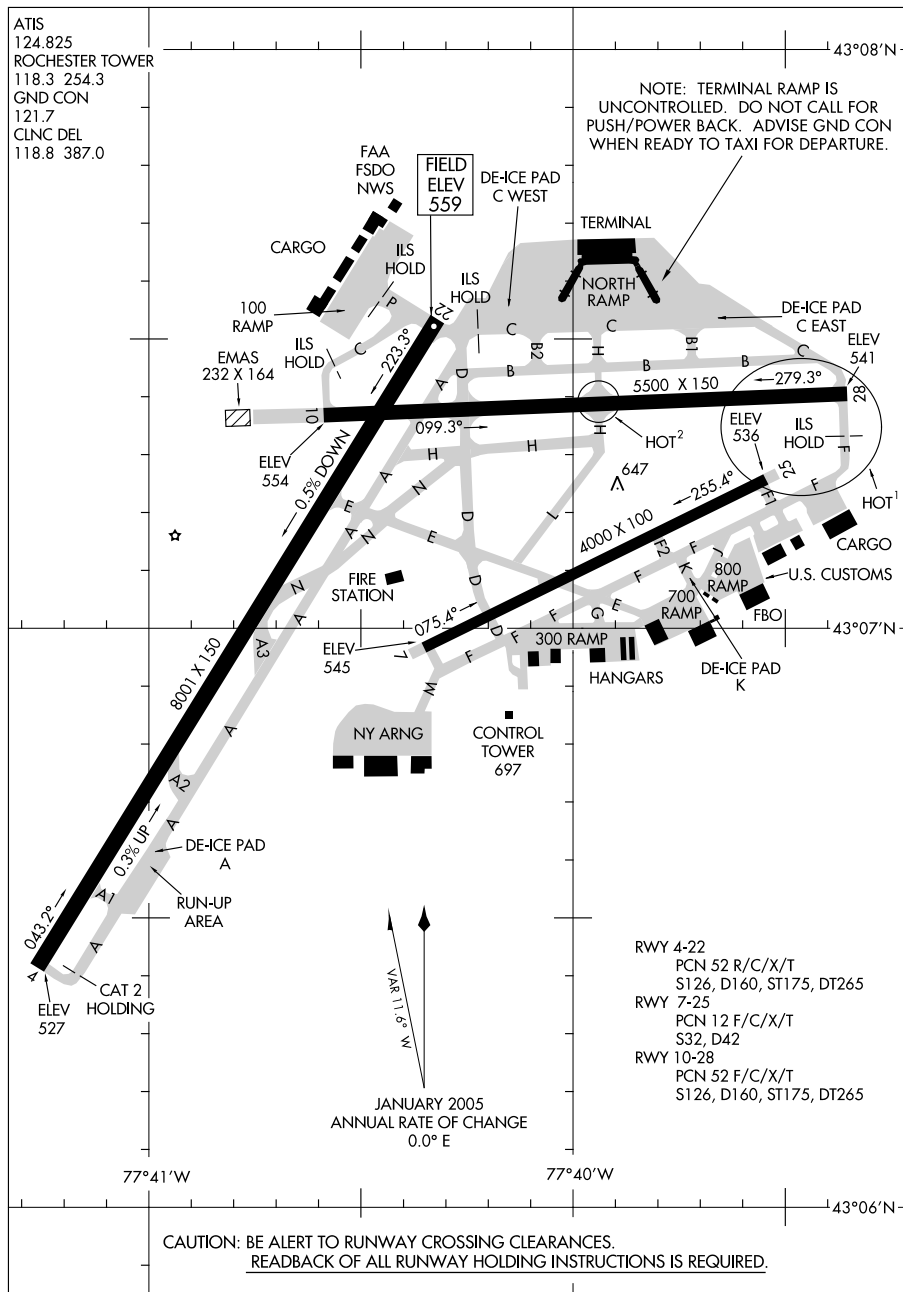 ATIS
124.825
ROCHESTER TOWER
118.3 254.3
GND CON
121.7
CLNC DEL
118.8 387.0
43°08'N
NOTE: TERMINAL RAMP IS
UNCONTROLLED. DO NOT CALL FOR
PUSH/POWER BACK. ADVISE GND CON
WHEN READY TO TAXI FOR DEPARTURE.
FAA
FSDO
NWS
FIELD
ELEV
559
DE-ICE PAD
C WEST
TERMINAL
CARGO
ILS
HOLD
ILS
HOLD
NORTH
RAMP
100
RAMP
P
22
DE-ICE PAD
C EAST
ILS
HOLD
C
C
C
B2
H
B1
C
EMAS
232 X 164
223.3°
A
D
B
B
B
ELEV
541
5500 X 150
279.3°
28
10
099.3°
HOT²
ELEV
536
ILS
HOLD
F
ELEV
554
0.5% DOWN
H
H
H
A
N
647
255.4°
25
HOT¹
E
A
N
D
E
L
4000 X 100
F1
F
CARGO
FIRE
STATION
N
A
D
F2
F
J
K
800
RAMP
U.S. CUSTOMS
FBO
075.4°
F
E
G
F
700
RAMP
43°07'N
ELEV
545
7
D
F
F
300 RAMP
A3
8001 X 150
W
HANGARS
DE-ICE PAD
K
A
NY ARNG
CONTROL
TOWER
697
A2
A
0.3% UP
DE-ICE PAD
A
A1
RUN-UP
AREA
043.2°
A
4
CAT 2
HOLDING
ELEV
527
VAR 11.6° W
JANUARY 2005
ANNUAL RATE OF CHANGE
0.0° E
RWY 4-22
PCN 52 R/C/X/T
S126, D160, ST175, DT265
RWY 7-25
PCN 12 F/C/X/T
S32, D42
RWY 10-28
PCN 52 F/C/X/T
S126, D160, ST175, DT265
77°41'W
77°40'W
43°06'N
CAUTION: BE ALERT TO RUNWAY CROSSING CLEARANCES.
READBACK OF ALL RUNWAY HOLDING INSTRUCTIONS IS REQUIRED.